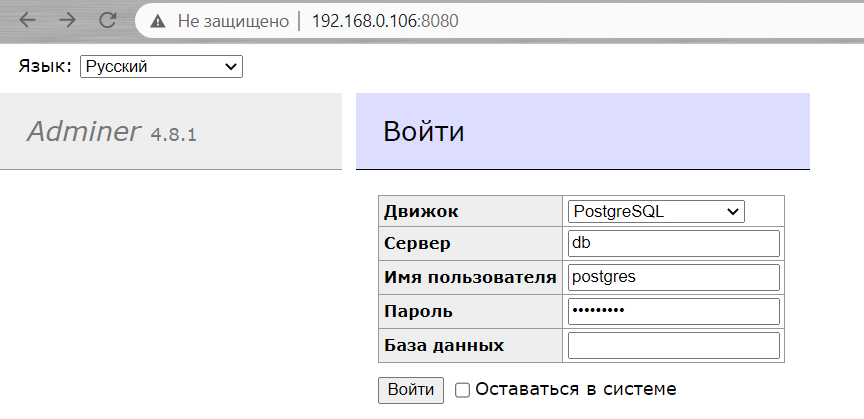 Не защищено | 192.168.0.106:8080
Язык: Русский
Adminer 4.8.1
Войти
Движок PostgreSQL
Сервер db
Имя пользователя postgres
Пароль •••••••••
База данных
Войти Оставаться в системе